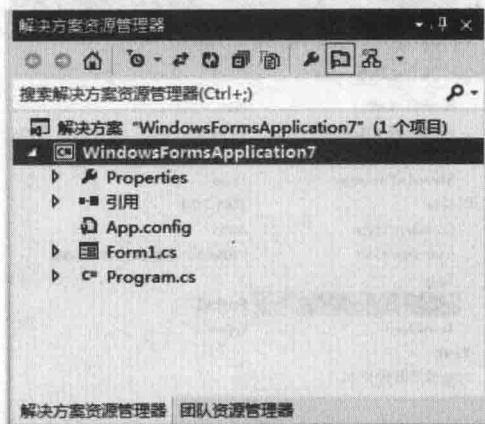 解决方案资源管理器
搜索解决方案资源管理器(Ctrl+;)
解决方案 "WindowsFormsApplication7" (1 个项目)
WindowsFormsApplication7
Properties
引用
App.config
Form1.cs
Program.cs
解决方案资源管理器 团队资源管理器